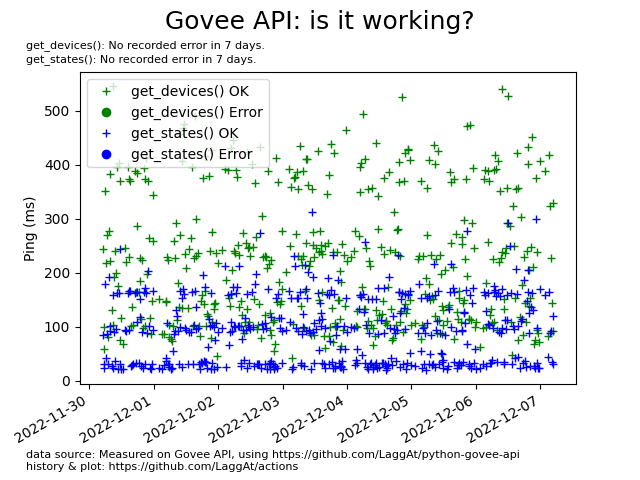 Govee API: is it working?
get_devices(): No recorded error in 7 days.
get_states(): No recorded error in 7 days.
get_devices() OK
get_devices() Error
get_states() OK
get_states() Error
Ping (ms)
500
400
300
200
100
0
2022-11-30
2022-12-01
2022-12-02
2022-12-03
2022-12-04
2022-12-05
2022-12-06
2022-12-07
data source: Measured on Govee API, using https://github.com/LaggAt/python-govee-api
history & plot: https://github.com/LaggAt/actions